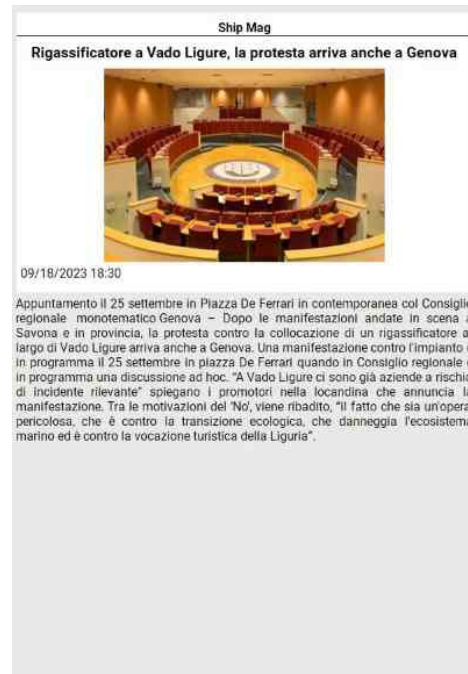 Ship Mag
Rigassificatore a Vado Ligure, la protesta arriva anche a Genova
09/18/2023 18:30
Appuntamento il 25 settembre in Piazza De Ferrari in contemporanea col Consiglio
regionale monotematico Genova – Dopo le manifestazioni andate in scena a
Savona e in provincia, la protesta contro la collocazione di un rigassificatore al
largo di Vado Ligure arriva anche a Genova. Una manifestazione contro l'impianto è
in programma il 25 settembre in piazza De Ferrari quando in Consiglio regionale è
in programma una discussione ad hoc. "A Vado Ligure ci sono già aziende a rischio
di incidente rilevante" spiegano i promotori nella locandina che annuncia la
manifestazione. Tra le motivazioni del 'No', viene ribadito, "il fatto che sia un'opera
pericolosa, che è contro la transizione ecologica, che danneggia l'ecosistema
marino ed è contro la vocazione turistica della Liguria".